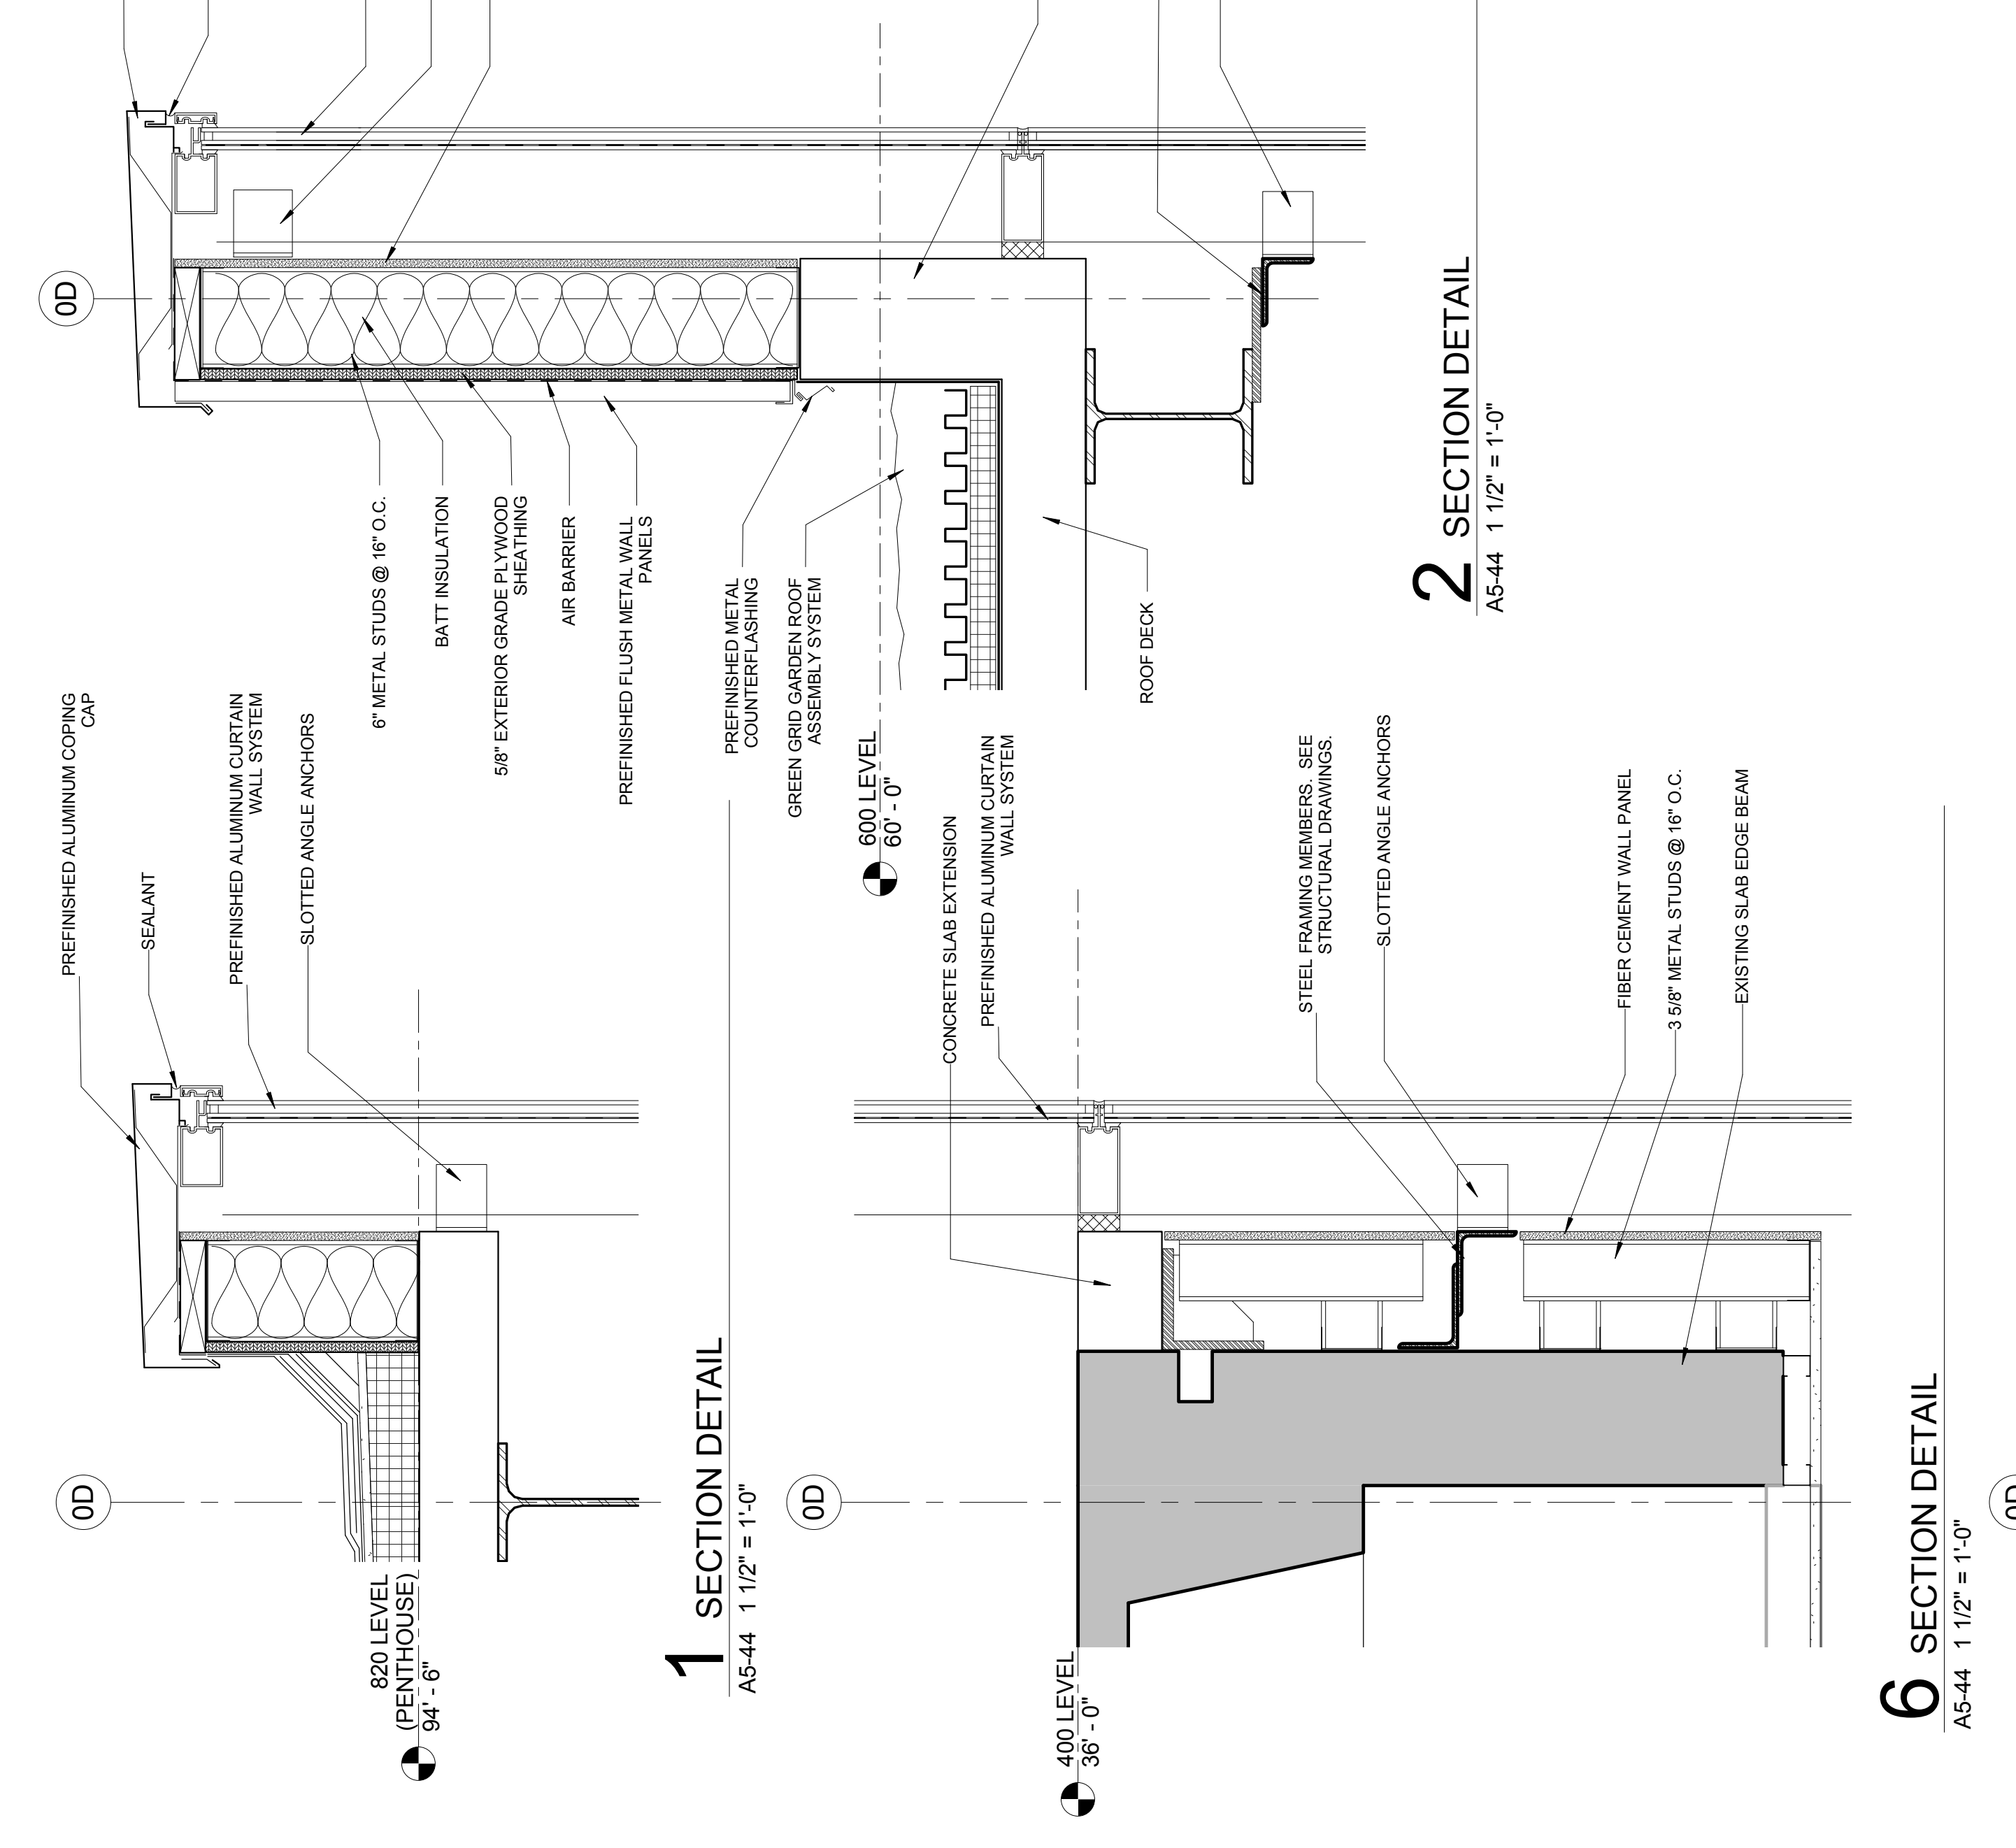 0D
PREFINISHED ALUMINUM COPING
CAP
SEALANT
PREFINISHED ALUMINUM CURTAIN
WALL SYSTEM
SLOTTED ANGLE ANCHORS
820 LEVEL
(PENTHOUSE)
94' - 6"
1 SECTION DETAIL
A5-44 1 1/2" = 1'-0"
0D
6" METAL STUDS @ 16" O.C.
BATT INSULATION
5/8" EXTERIOR GRADE PLYWOOD
SHEATHING
AIR BARRIER
PREFINISHED FLUSH METAL WALL
PANELS
PREFINISHED METAL
COUNTERFLASHING
GREEN GRID GARDEN ROOF
ASSEMBLY SYSTEM
600 LEVEL
60' - 0"
ROOF DECK
2 SECTION DETAIL
A5-44 1 1/2" = 1'-0"
0D
CONCRETE SLAB EXTENSION
PREFINISHED ALUMINUM CURTAIN
WALL SYSTEM
STEEL FRAMING MEMBERS. SEE
STRUCTURAL DRAWINGS.
SLOTTED ANGLE ANCHORS
FIBER CEMENT WALL PANEL
3 5/8" METAL STUDS @ 16" O.C.
EXISTING SLAB EDGE BEAM
400 LEVEL
36' - 0"
6 SECTION DETAIL
A5-44 1 1/2" = 1'-0"